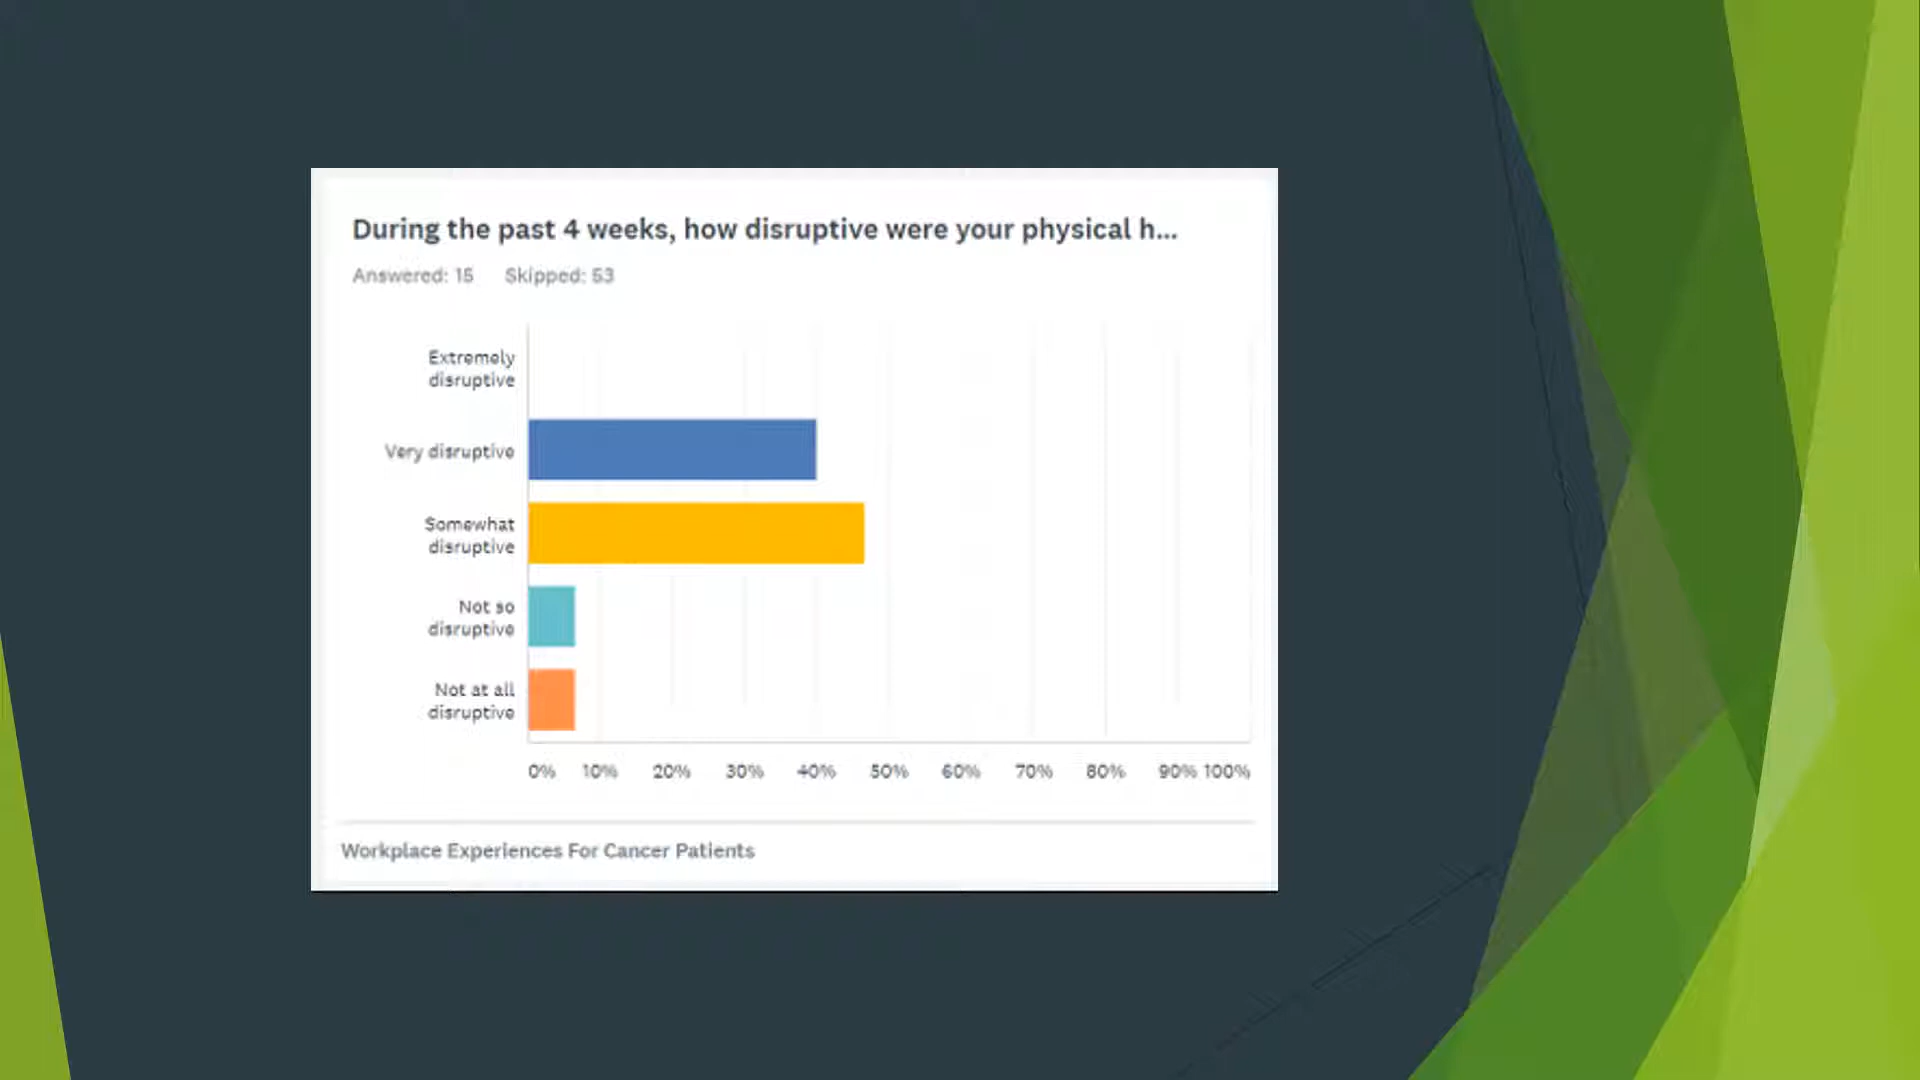 During the past 4 weeks, how disruptive were your physical h...
Answered: 15 Skipped: 53
Extremely
disruptive
Very disruptive
Somewhat
disruptive
Not so
disruptive
Not at all
disruptive
0% 10% 20% 30% 40% 50% 60% 70% 80% 90% 100%
Workplace Experiences For Cancer Patients